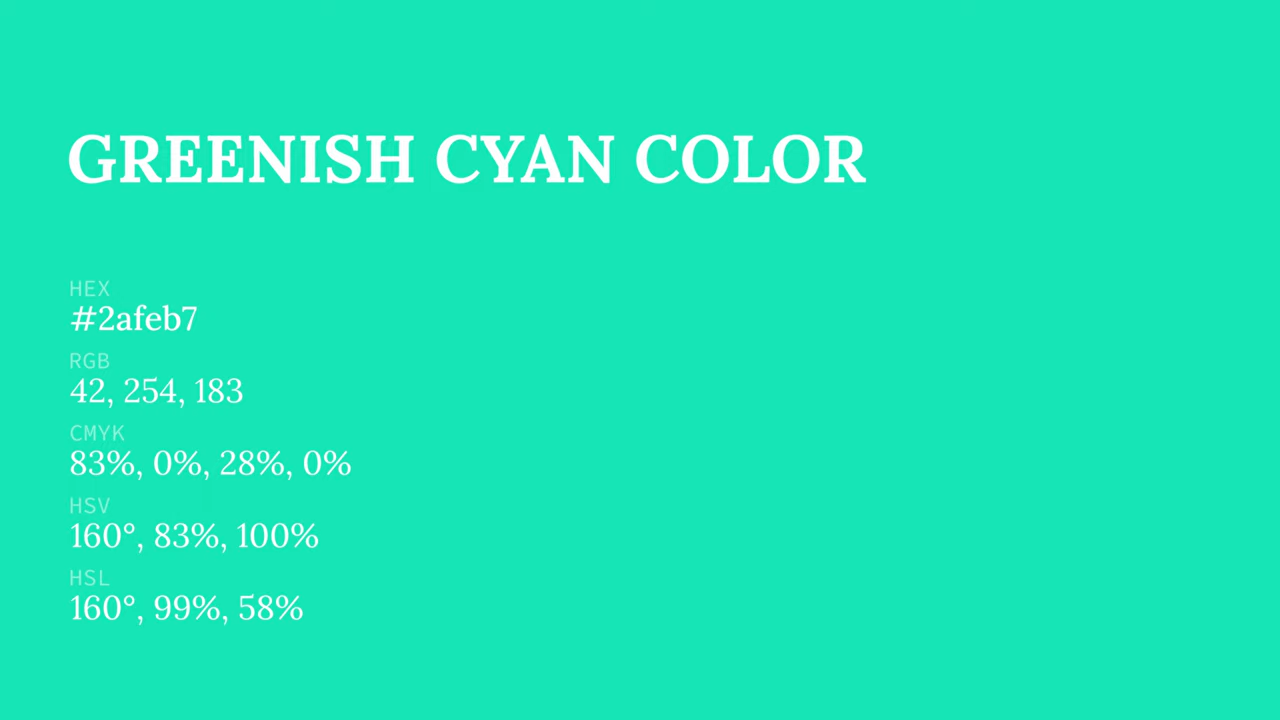 GREENISH CYAN COLOR
HEX
#2afeb7
RGB
42, 254, 183
CMYK
83%, 0%, 28%, 0%
HSV
160°, 83%, 100%
HSL
160°, 99%, 58%